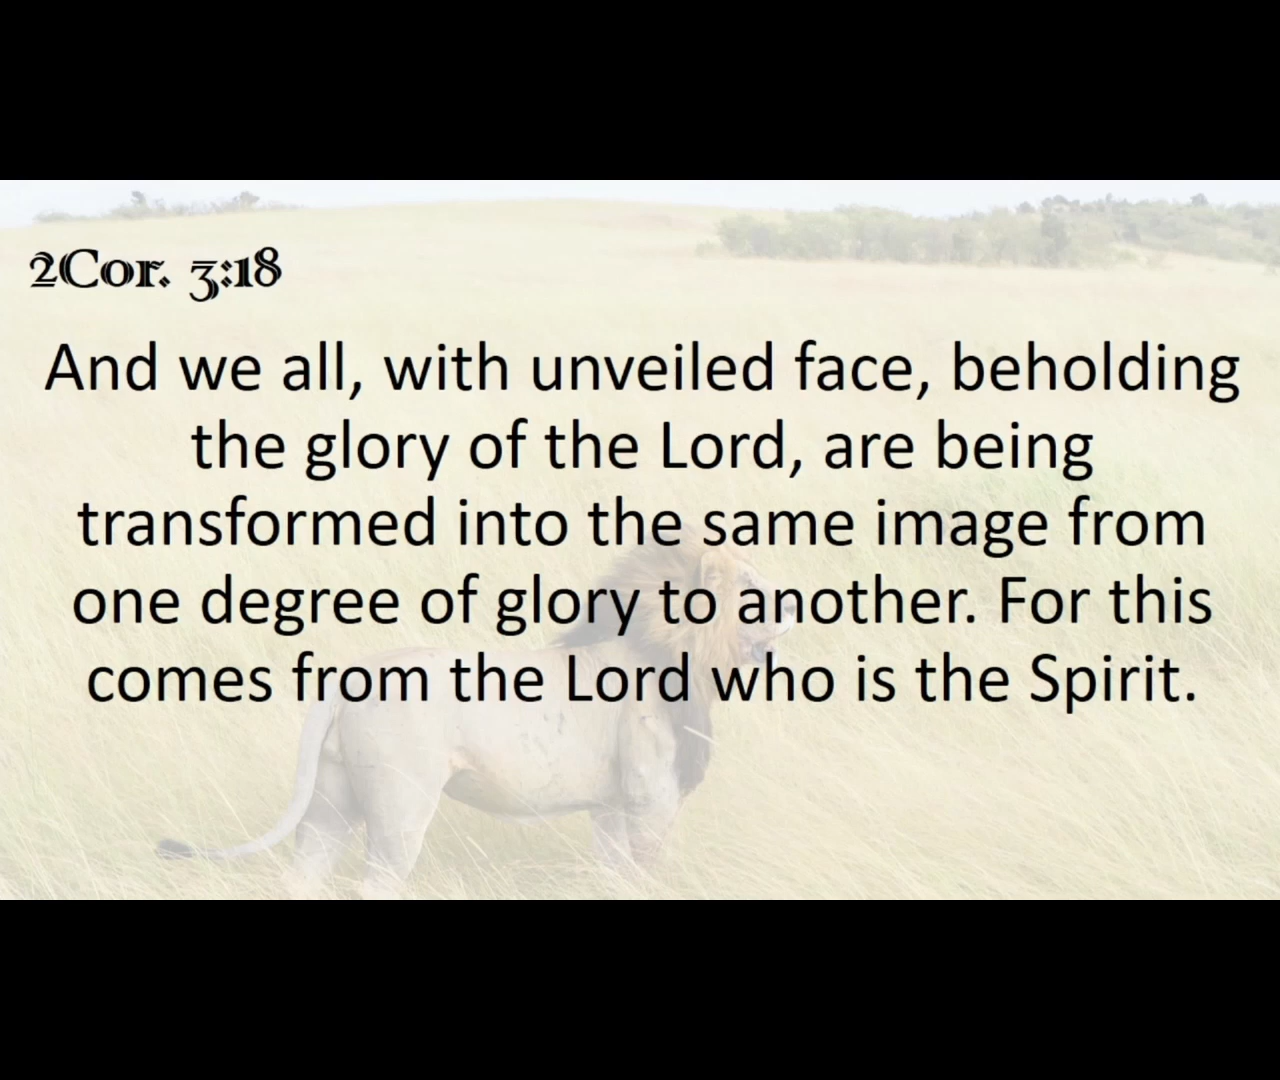 2Cor. 3:18
And we all, with unveiled face, beholding
the glory of the Lord, are being
transformed into the same image from
one degree of glory to another. For this
comes from the Lord who is the Spirit.